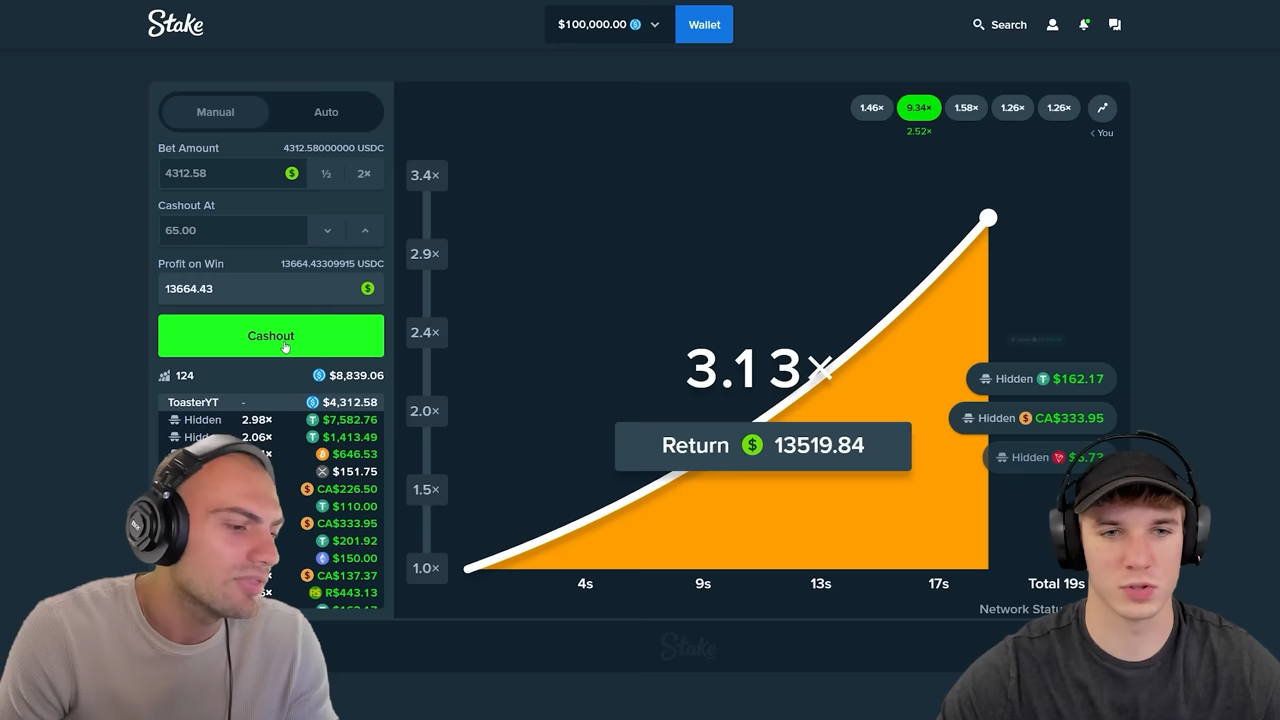 Stake
$100,000.00
Wallet
Search
Manual
Auto
1.46×
9.34×
1.58×
1.26×
1.26×
2.52×
You
Bet Amount
4312.58000000 USDC
4312.58
½
2×
Cashout At
65.00
Profit on Win
13664.43309915 USDC
13664.43
Cashout
124
$8,839.06
ToasterYT
-
$4,312.58
Hidden
2.98×
$7,582.76
2.06×
$1,413.49
$646.53
$151.75
CA$226.50
$110.00
CA$333.95
$201.92
$150.00
CA$137.37
R$443.13
3.4×
2.9×
2.4×
2.0×
1.5×
1.0×
3.13×
Return
13519.84
Hidden
$162.17
Hidden
CA$333.95
Hidden
4s
9s
13s
17s
Total 19s
Network
Stake